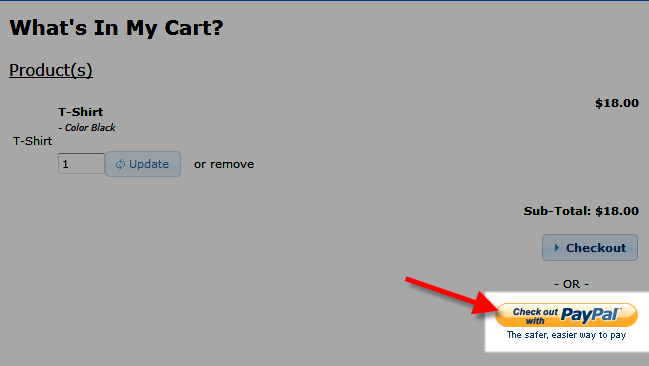 What's In My Cart?
Product(s)
T-Shirt
$18.00
- Color Black
T-Shirt
1 Update or remove
Sub-Total: $18.00
Checkout
- OR -
Check out
with PayPal
The safer, easier way to pay